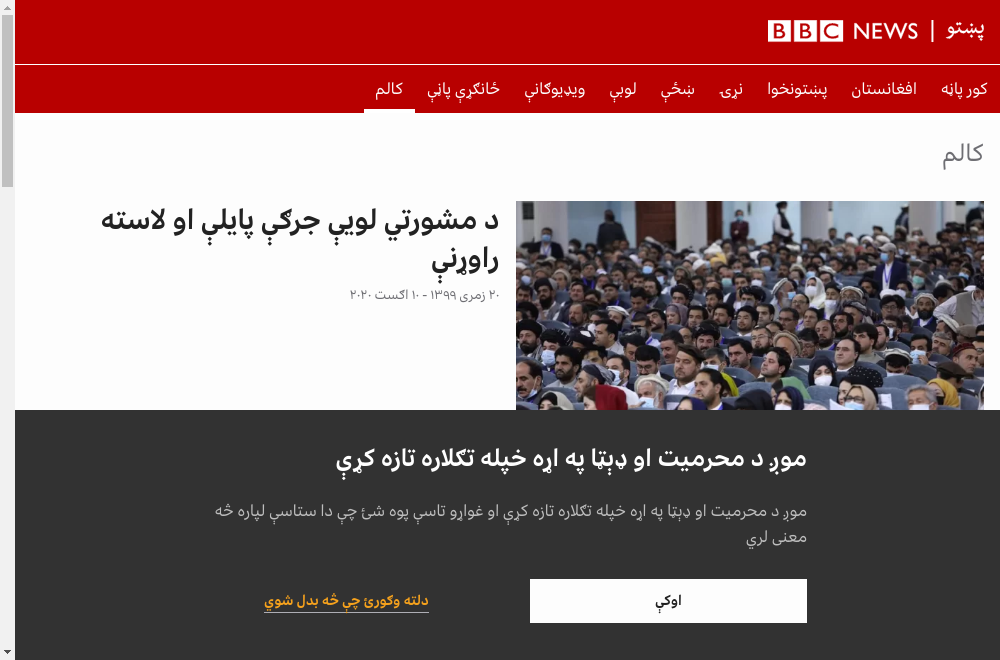 BBC NEWS | پښتو
کور پاڼه افغانستان پښتونخوا نړۍ ښځې لوبې ویډیوګانې ځانګړې پاڼې کالم
کالم
د مشورتي لویې جرګې پایلې او لاسته
راوړنې
۲۰ زمری ۱۳۹۹ - ۱۰ اګست ۲۰۲۰
موږ د محرمیت او ډېټا په اړه خپله تګلاره تازه کړې
موږ د محرمیت او ډېټا په اړه خپله تګلاره تازه کړې او غواړو تاسې پوه شئ چې دا ستاسې لپاره څه
معنی لري
اوکې
دلته وګورئ چې څه بدل شوي